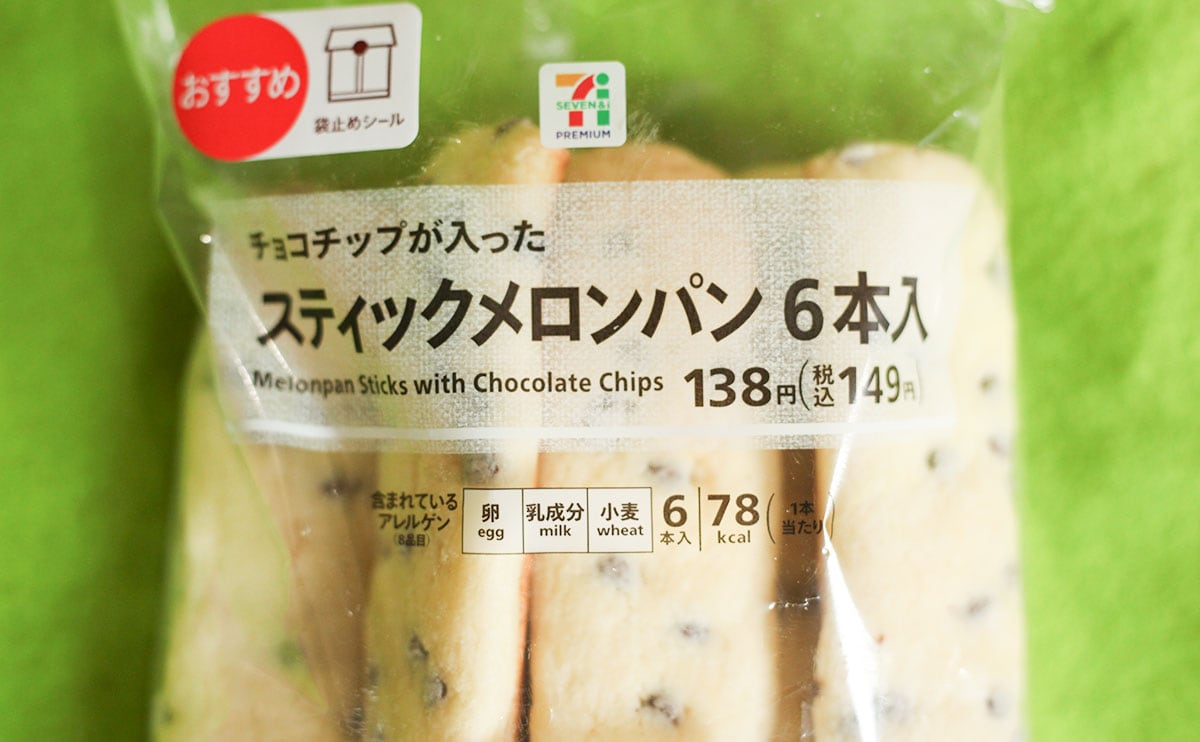 おすすめ
袋止めシール
SEVEN&i
PREMIUM
チョコチップが入った
スティックメロンパン 6本入
Melonpan Sticks with Chocolate Chips 138円(税込149円)
含まれているアレルゲン(8品目)
卵 egg
乳成分 milk
小麦 wheat
6本入
78kcal(1本当たり)